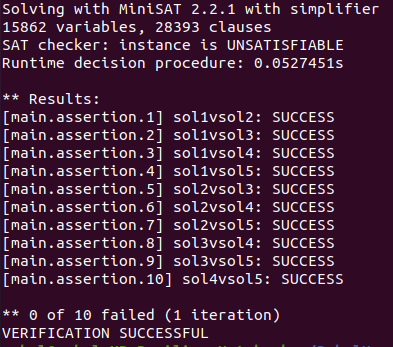 Solving with MiniSAT 2.2.1 with simplifier
15862 variables, 28393 clauses
SAT checker: instance is UNSATISFIABLE
Runtime decision procedure: 0.0527451s

** Results:
[main.assertion.1] sol1vsol2: SUCCESS
[main.assertion.2] sol1vsol3: SUCCESS
[main.assertion.3] sol1vsol4: SUCCESS
[main.assertion.4] sol1vsol5: SUCCESS
[main.assertion.5] sol2vsol3: SUCCESS
[main.assertion.6] sol2vsol4: SUCCESS
[main.assertion.7] sol2vsol5: SUCCESS
[main.assertion.8] sol3vsol4: SUCCESS
[main.assertion.9] sol3vsol5: SUCCESS
[main.assertion.10] sol4vsol5: SUCCESS

** 0 of 10 failed (1 iteration)
VERIFICATION SUCCESSFUL